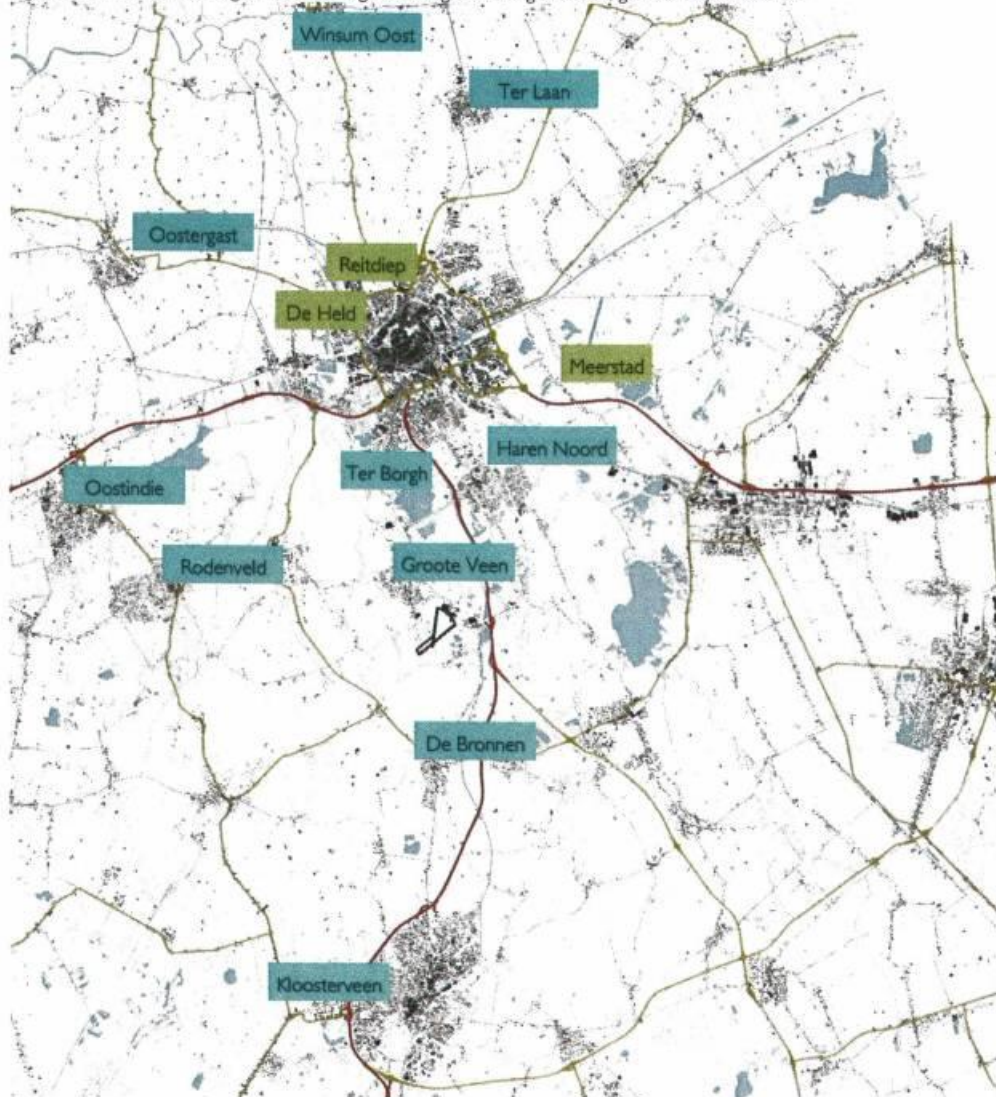 Winsum Oost
Ter Laan
Oostergast
Reitdiep
De Held
Meerstad
Haren Noord
Ter Borgh
Oostindie
Groote Veen
Rodenveld
De Bronnen
Kloosterveen